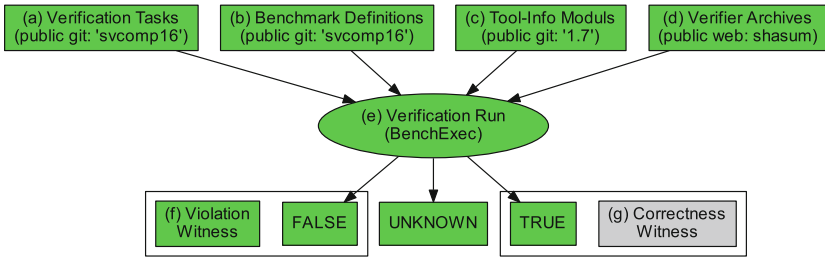 (a) Verification Tasks
(public git: 'svcomp16')
(b) Benchmark Definitions
(public git: 'svcomp16')
(c) Tool-Info Moduls
(public git: '1.7')
(d) Verifier Archives
(public web: shasum)
(e) Verification Run
(BenchExec)
(f) Violation
Witness
FALSE
UNKNOWN
TRUE
(g) Correctness
Witness